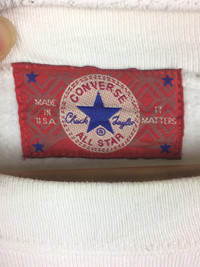 CONVERSE
MADE IN U.S.A.
Chuck Taylor
IT MATTERS
ALL STAR